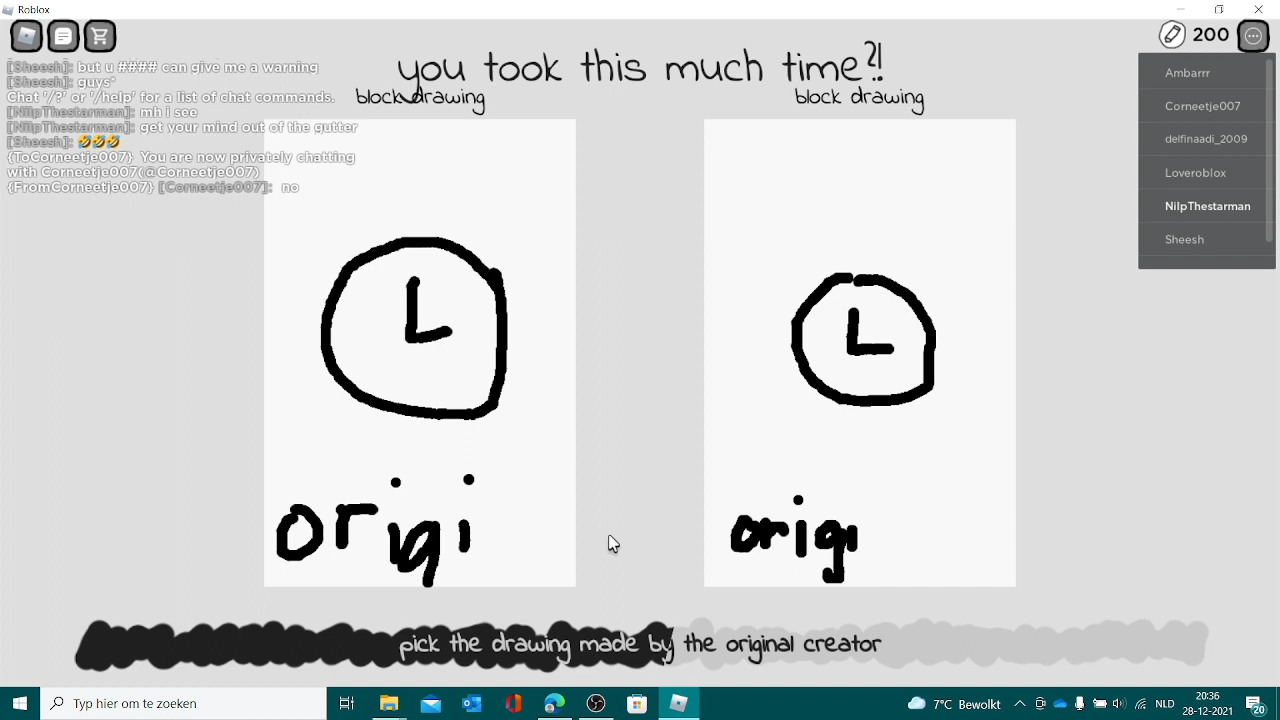 Roblox
200
you took this much time?!
[Sheesh]: but u #### can give me a warning
[Sheesh]: guys*
Chat '/?' or '/help' for a list of chat commands.
[NilpThestarman]: mh i see
[NilpThestarman]: get your mind out of the gutter
[Sheesh]: 🤣🤣🤣
{ToCorneetje007} You are now privately chatting
with Corneetje007(@Corneetje007)
{FromCorneetje007} [Corneetje007]: no
block drawing
block drawing
Ambarrr
Corneetje007
delfinaadi_2009
Loveroblox
NilpThestarman
Sheesh
origi
origi
pick the drawing made by the original creator
Typ hier om te zoeken
7°C Bewolkt
NLD
20:36
28-12-2021
20